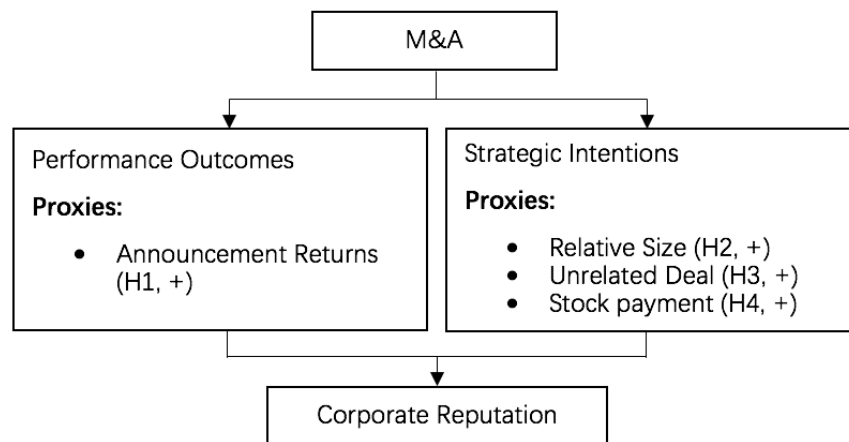 M&A
Performance Outcomes
Proxies:
• Announcement Returns
(H1, +)
Strategic Intentions
Proxies:
• Relative Size (H2, +)
• Unrelated Deal (H3, +)
• Stock payment (H4, +)
Corporate Reputation